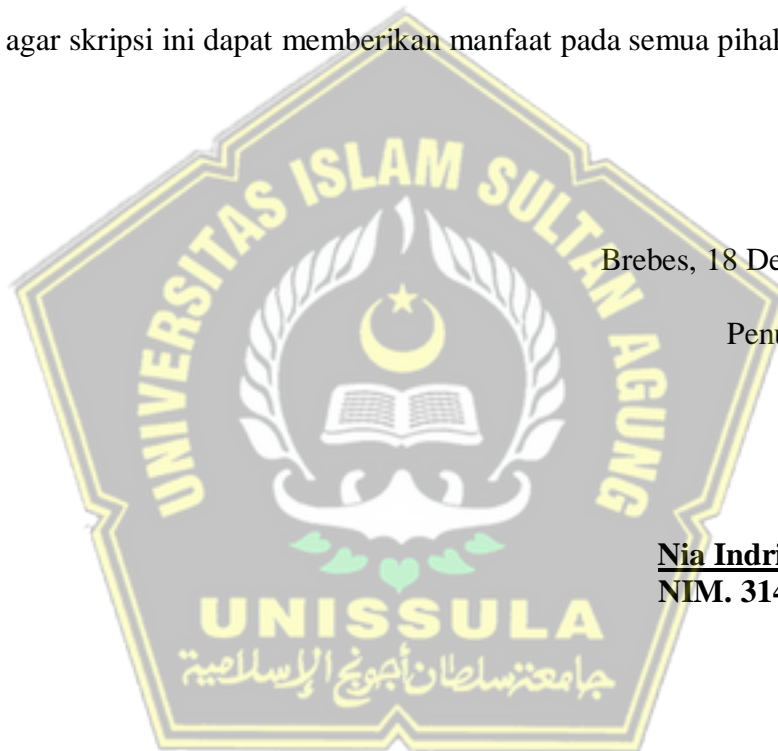 agar skripsi ini dapat memberikan manfaat pada semua pihak
UNIVERSITAS ISLAM SULTAN AGUNG
Brebes, 18 De
Penu
Nia Indri
NIM. 314
UNISSULA
جامعة سلطان أجونج الإسلامية